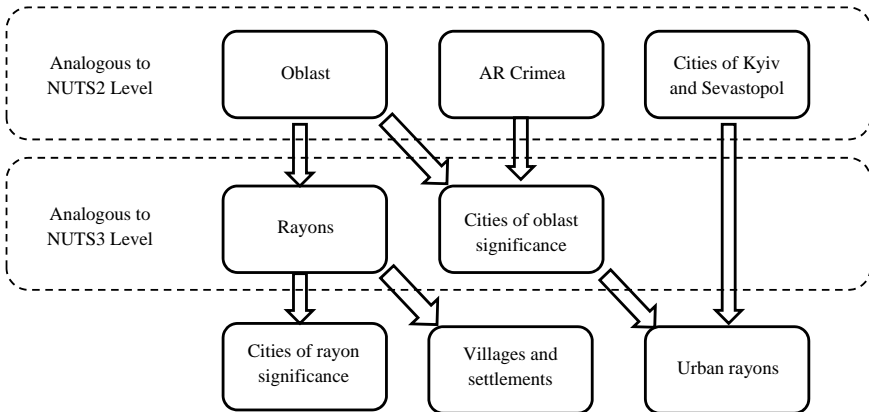 Analogous to
NUTS2 Level
Oblast
AR Crimea
Cities of Kyiv
and Sevastopol
Analogous to
NUTS3 Level
Rayons
Cities of oblast
significance
Cities of rayon
significance
Villages and
settlements
Urban rayons